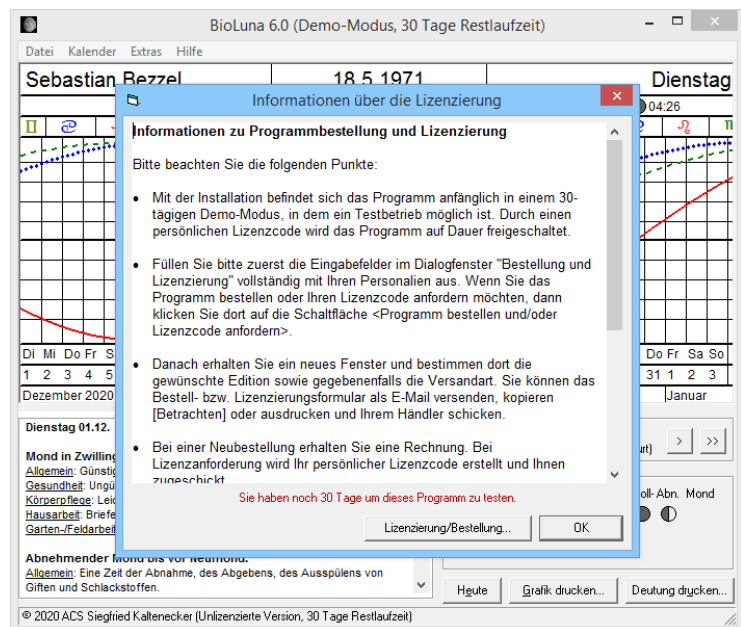 BioLuna 6.0 (Demo-Modus, 30 Tage Restlaufzeit)
Datei Kalender Extras Hilfe
Sebastian Bezzel 18.5.1971 Dienstag
04:26
Informationen über die Lizenzierung
Informationen zu Programmbestellung und Lizenzierung
Bitte beachten Sie die folgenden Punkte:
• Mit der Installation befindet sich das Programm anfänglich in einem 30-
tägigen Demo-Modus, in dem ein Testbetrieb möglich ist. Durch einen
persönlichen Lizenzcode wird das Programm auf Dauer freigeschaltet.
• Füllen Sie bitte zuerst die Eingabefelder im Dialogfenster "Bestellung und
Lizenzierung" vollständig mit Ihren Personalien aus. Wenn Sie das
Programm bestellen oder Ihren Lizenzcode anfordern möchten, dann
klicken Sie dort auf die Schaltfläche <Programm bestellen und/oder
Lizenzcode anfordern>.
• Danach erhalten Sie ein neues Fenster und bestimmen dort die
gewünschte Edition sowie gegebenenfalls die Versandart. Sie können das
Bestell- bzw. Lizenzierungsformular als E-Mail versenden, kopieren
[Betrachten] oder ausdrucken und Ihrem Händler schicken.
• Bei einer Neubestellung erhalten Sie eine Rechnung. Bei
Lizenzanforderung wird Ihr persönlicher Lizenzcode erstellt und Ihnen
zugeschickt
Sie haben noch 30 Tage um dieses Programm zu testen.
Lizenzierung/Bestellung... OK
Di Mi Do Fr S
1 2 3 4 5
Dezember 2020
Do Fr Sa So
31 1 2 3
Januar
Dienstag 01.12.
Mond in Zwilling
Allgemein: Günstig
Gesundheit: Ungü
Körperpflege: Leic
Hausarbeit: Briefe
Garten-/Feldarbeit
Abnehmender Mond bis vor Neumond.
Allgemein: Eine Zeit der Abnahme, des Abgebens, des Ausspülens von
Giften und Schlackstoffen.
urt) > >>
oll- Abn. Mond
Heute Grafik drucken... Deutung drucken...
© 2020 ACS Siegfried Kaltenecker (Unlizenzierte Version, 30 Tage Restlaufzeit)